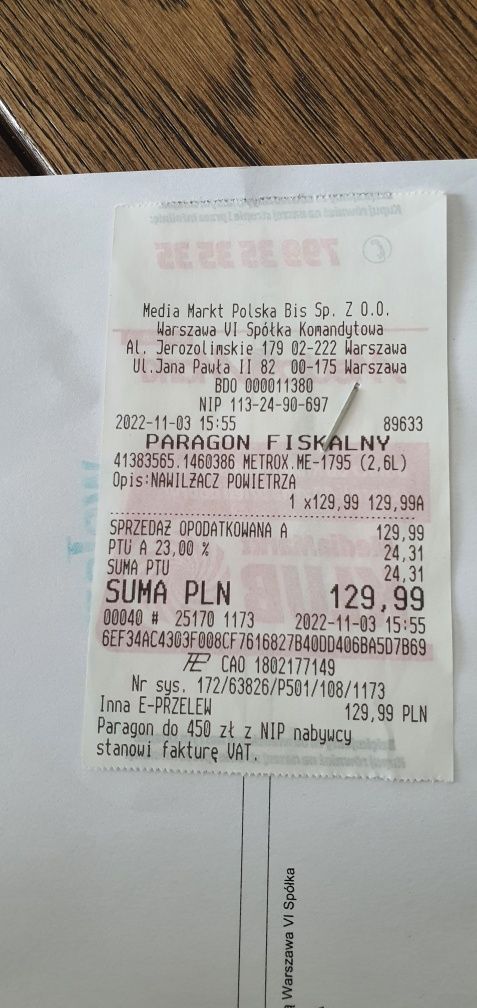 799 35 35 35
Media Markt Polska Bis Sp. Z O.O.
Warszawa VI Spółka Komandytowa
Al. Jerozolimskie 179 02-222 Warszawa
Ul.Jana Pawła II 82 00-175 Warszawa
BDO 000011380
NIP 113-24-90-697
2022-11-03 15:55 89633
PARAGON FISKALNY
41383565.1460386 METROX.ME-1795 (2,6L)
Opis:NAWILŻACZ POWIETRZA
1 x129,99 129,99A
SPRZEDAŻ OPODATKOWANA A 129,99
PTU A 23,00 % 24,31
SUMA PTU 24,31
SUMA PLN 129,99
00040 # 25170 1173 2022-11-03 15:55
6EF34AC4303F008CF7616827B40DD406BA5D7B69
CAO 1802177149
Nr sys. 172/63826/P501/108/1173
Inna E-PRZELEW 129,99 PLN
Paragon do 450 zł z NIP nabywcy
stanowi fakturę VAT.
Warszawa VI Spółka